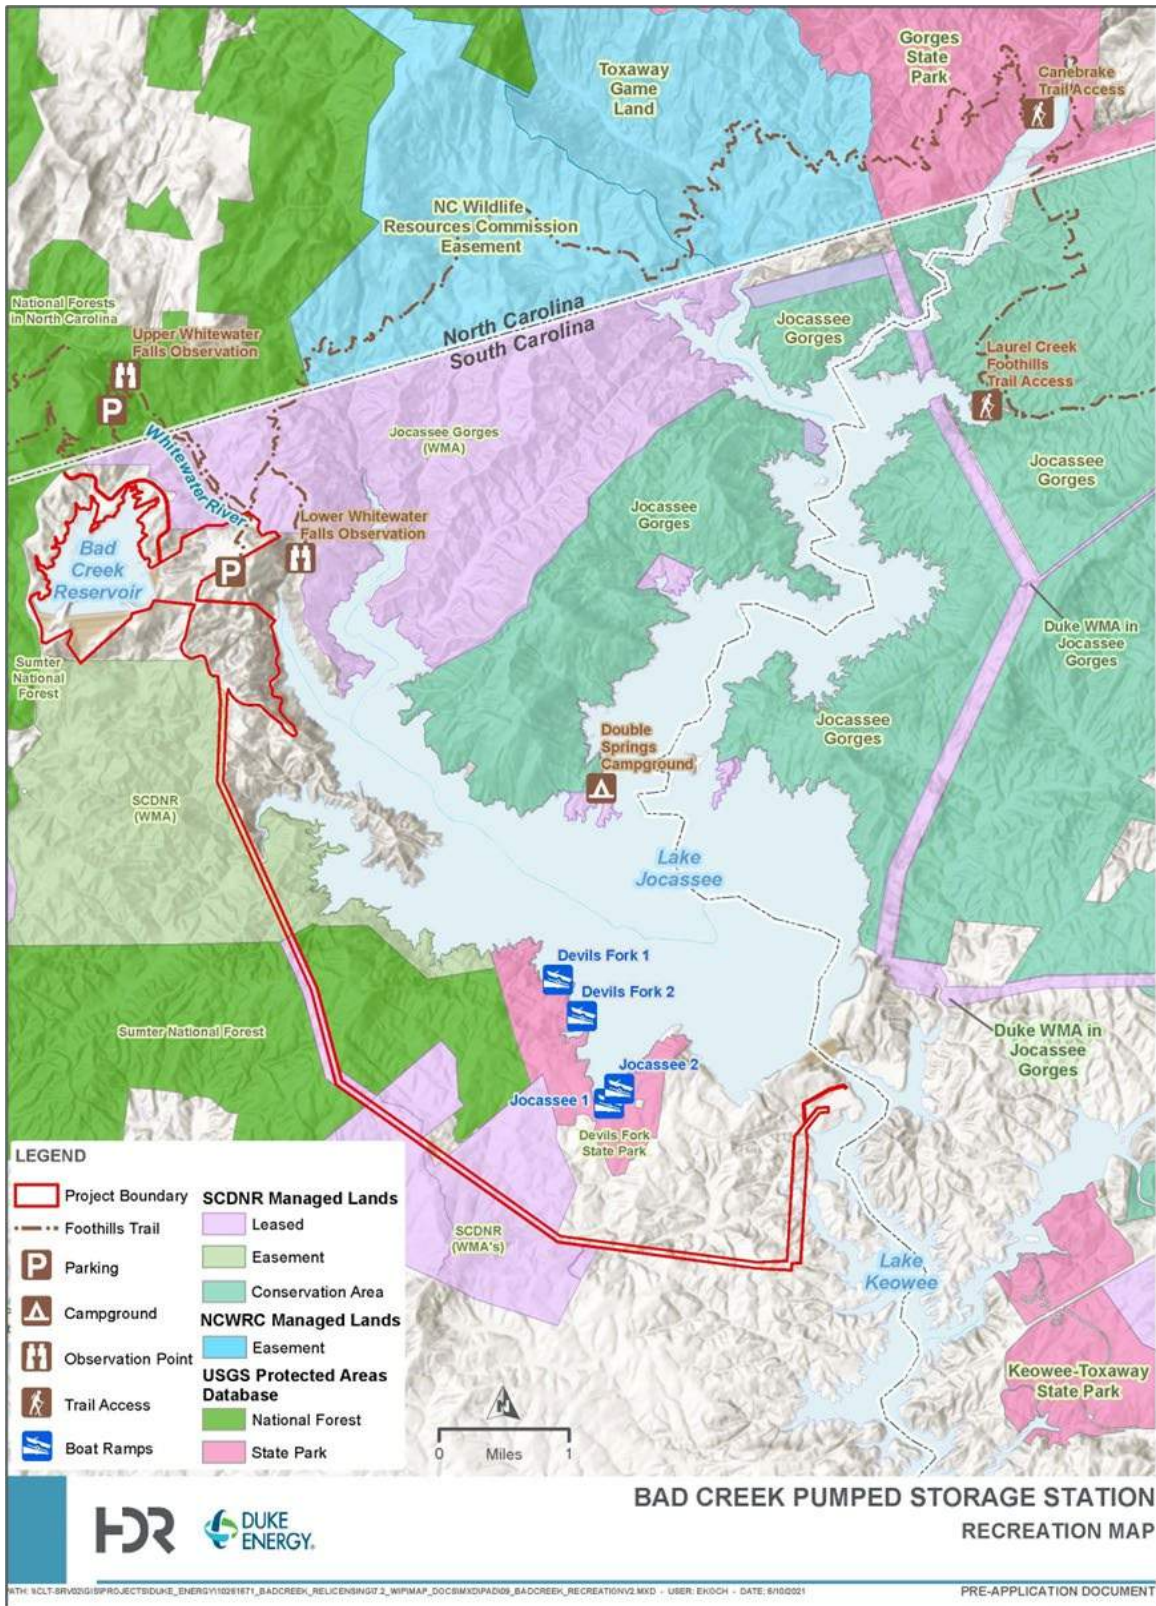 Gorges
State
Park
Canebrake
Trail Access
Toxaway
Game
Land
NC Wildlife
Resources Commission
Easement
National Forests
in North Carolina
Upper Whitewater
Falls Observation
North Carolina
South Carolina
Jocassee
Gorges
Laurel Creek
Foothills
Trail Access
P
Whitewater River
Jocassee Gorges
(WMA)
Jocassee
Gorges
Jocassee
Gorges
Lower Whitewater
Falls Observation
Bad
Creek
Reservoir
P
Duke WMA in
Jocassee
Gorges
Sumter
National
Forest
Jocassee
Gorges
Double
Springs
Campground
SCDNR
(WMA)
Lake
Jocassee
Devils Fork 1
Devils Fork 2
Sumter National Forest
Duke WMA in
Jocassee
Gorges
Jocassee 2
Jocassee 1
Devils Fork
State Park
SCDNR
(WMA's)
Lake
Keowee
Keowee-Toxaway
State Park
LEGEND
Project Boundary
Foothills Trail
P
Parking
Campground
Observation Point
Trail Access
Boat Ramps
SCDNR Managed Lands
Leased
Easement
Conservation Area
NCWRC Managed Lands
Easement
USGS Protected Areas
Database
National Forest
State Park
N
0
Miles
1
HDR
DUKE
ENERGY.
BAD CREEK PUMPED STORAGE STATION
RECREATION MAP
USER: EKOCH - DATE: 6/10/2021
PRE-APPLICATION DOCUMENT